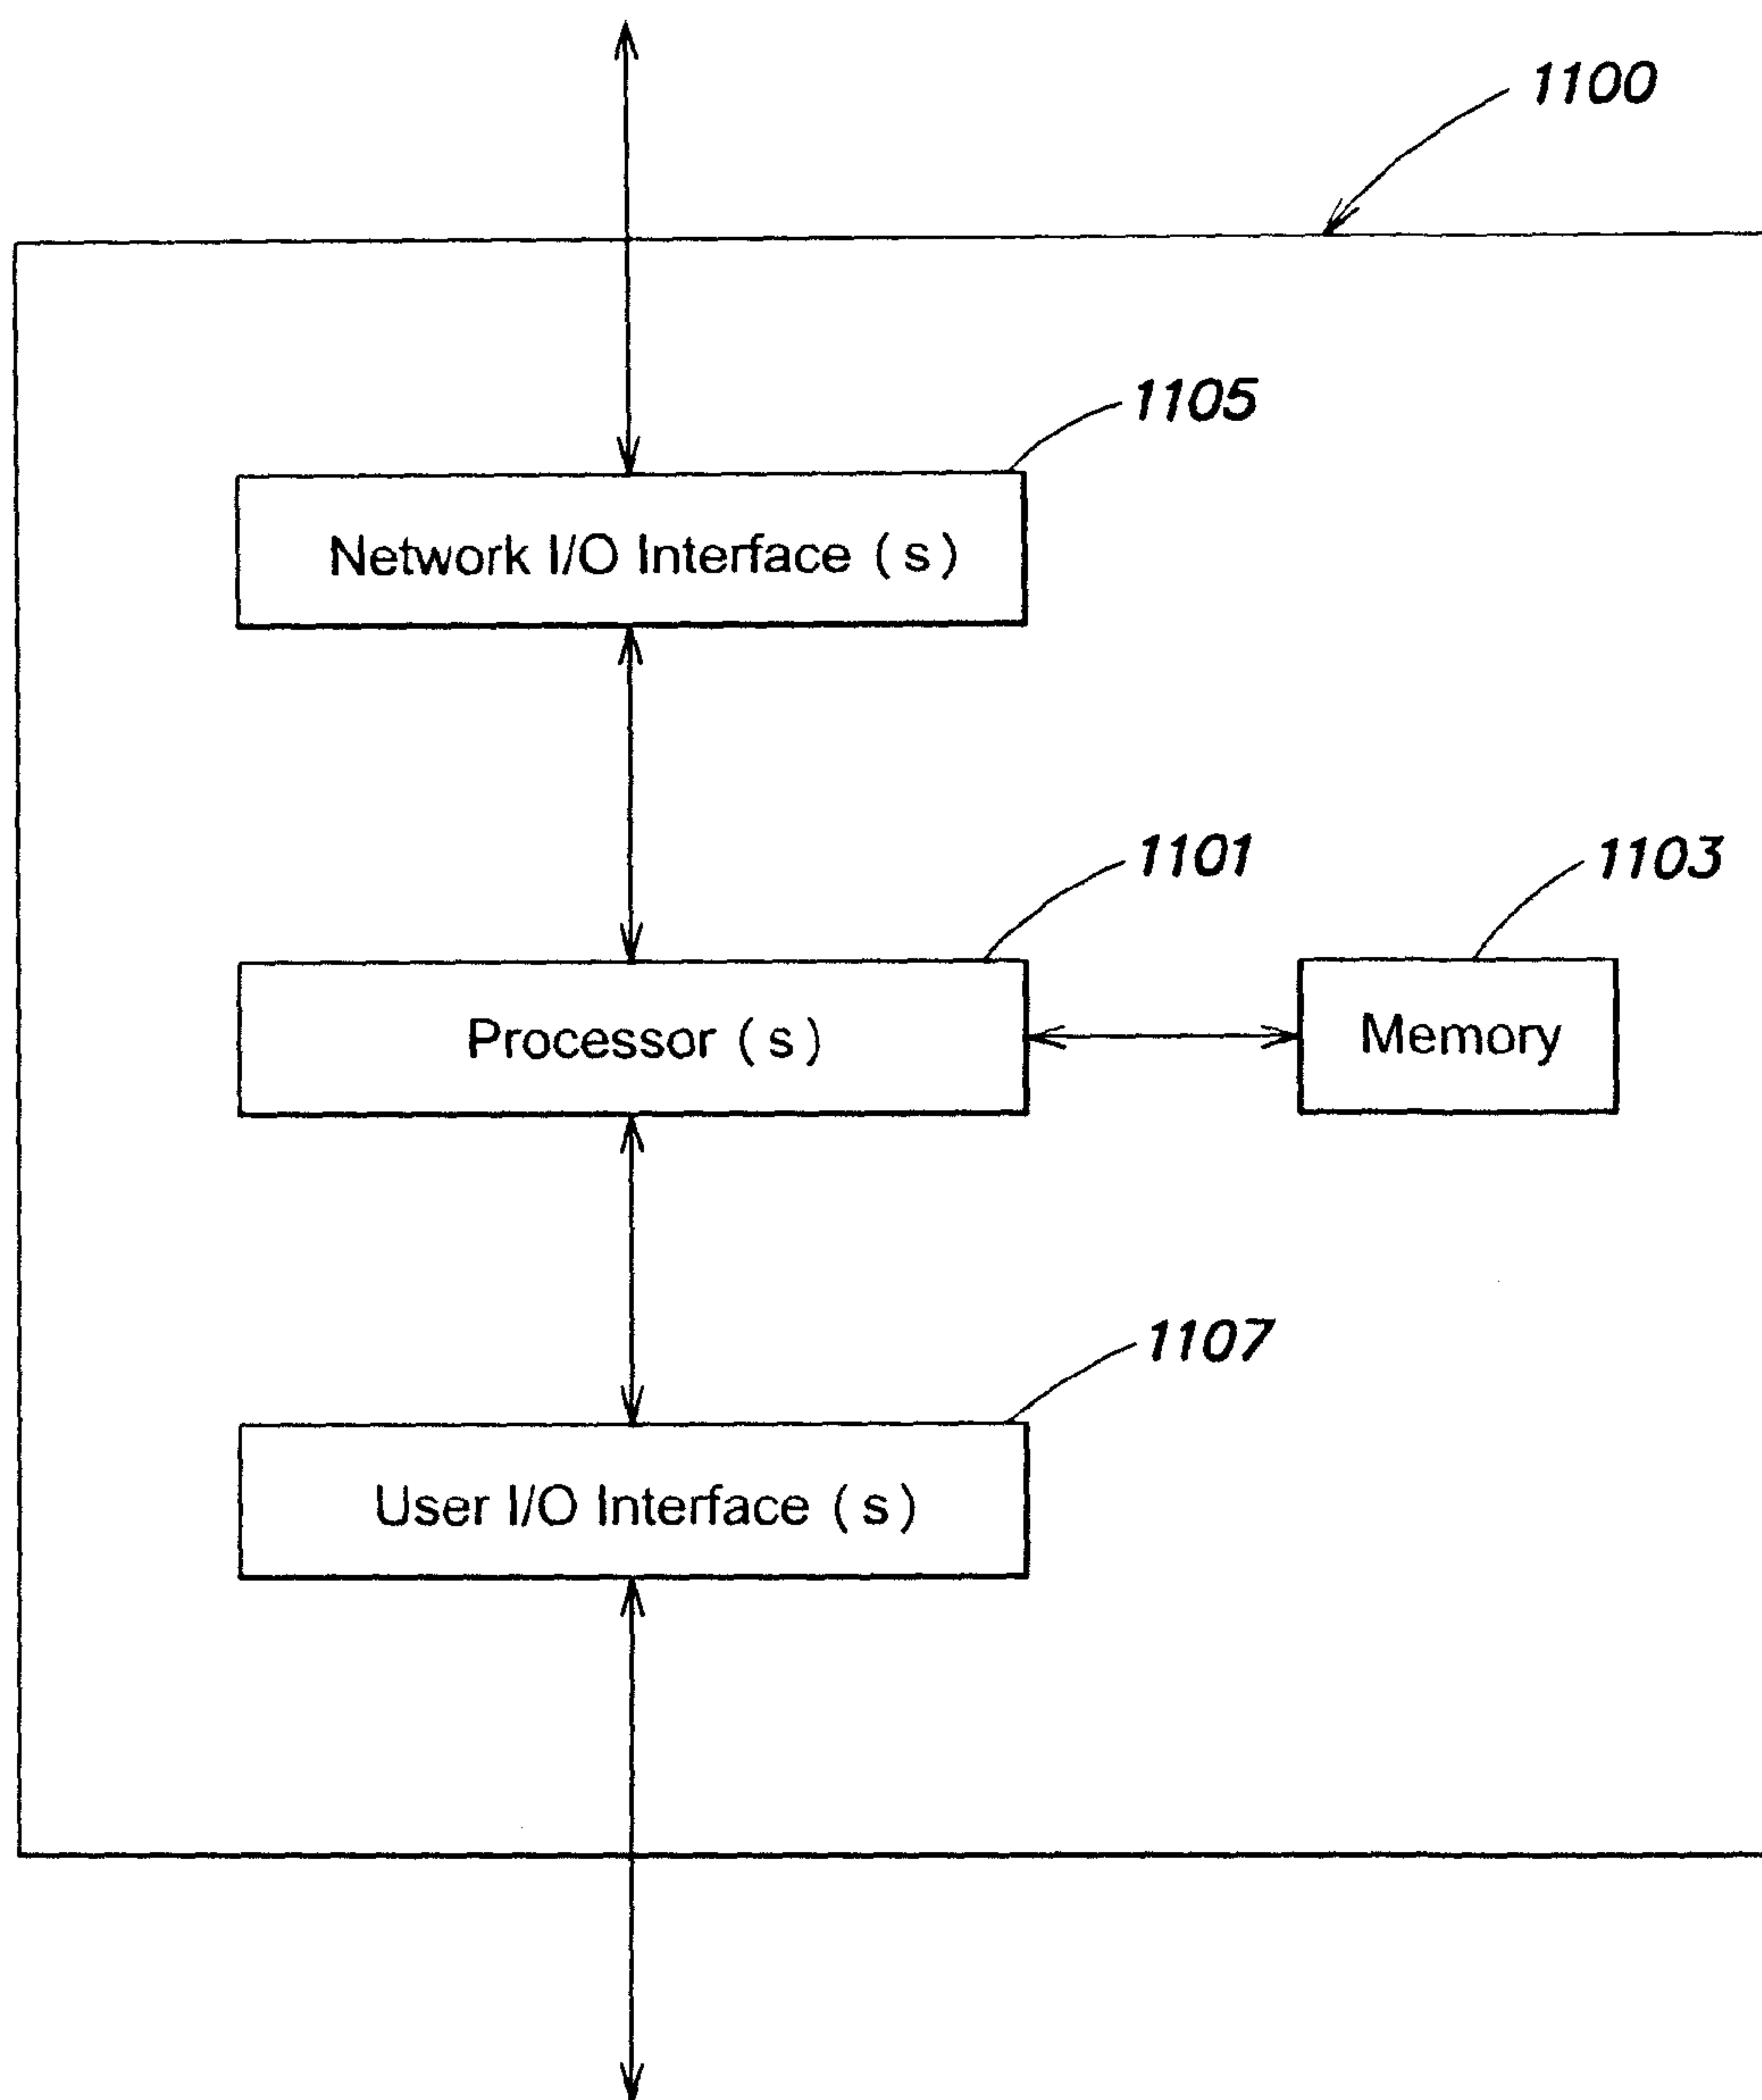 1100
1105
Network I/O Interface (s)
1101
1103
Processor (s)
Memory
1107
User I/O Interface (s)